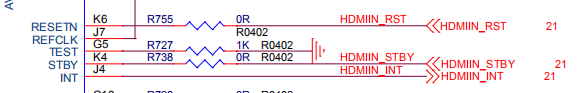 K6 R755 0R HDMIIN_RST
RESETN HDMIIN_RST 21
J7 R0402
REFCLK
G5 R727 1K R0402
TEST
K4 R738 0R R0402 HDMIIN_STBY
STBY HDMIIN_STBY 21
J4 HDMIIN_INT
INT HDMIIN_INT 21